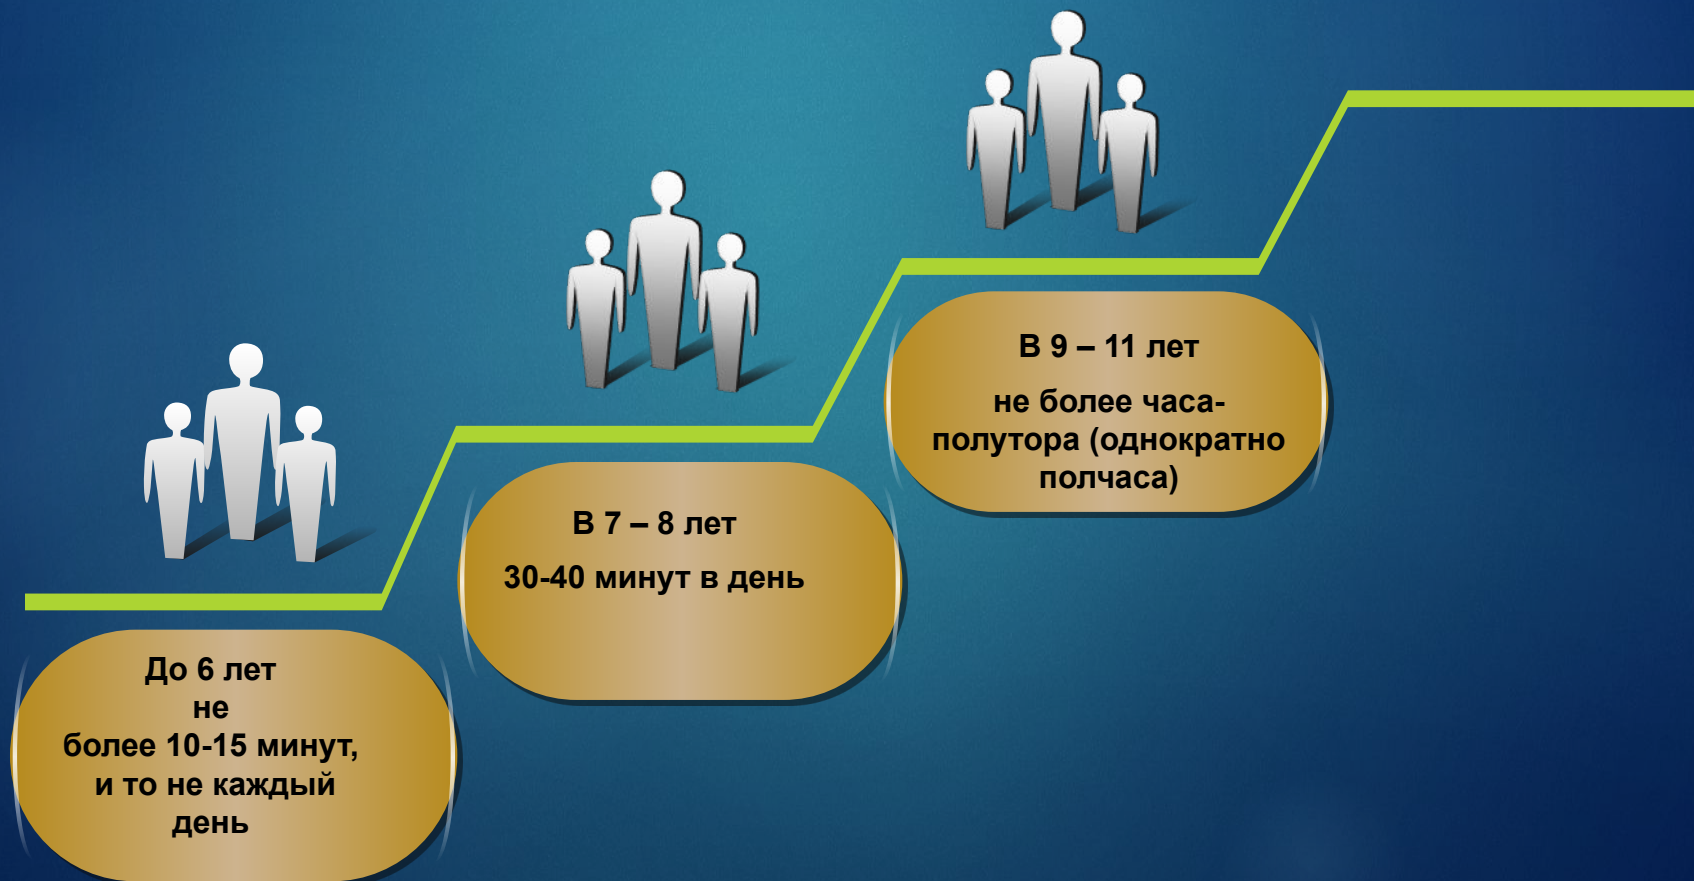 До 6 лет
не
более 10-15 минут,
и то не каждый
день
В 7 – 8 лет
30-40 минут в день
В 9 – 11 лет
не более часа-
полутора (однократно
полчаса)